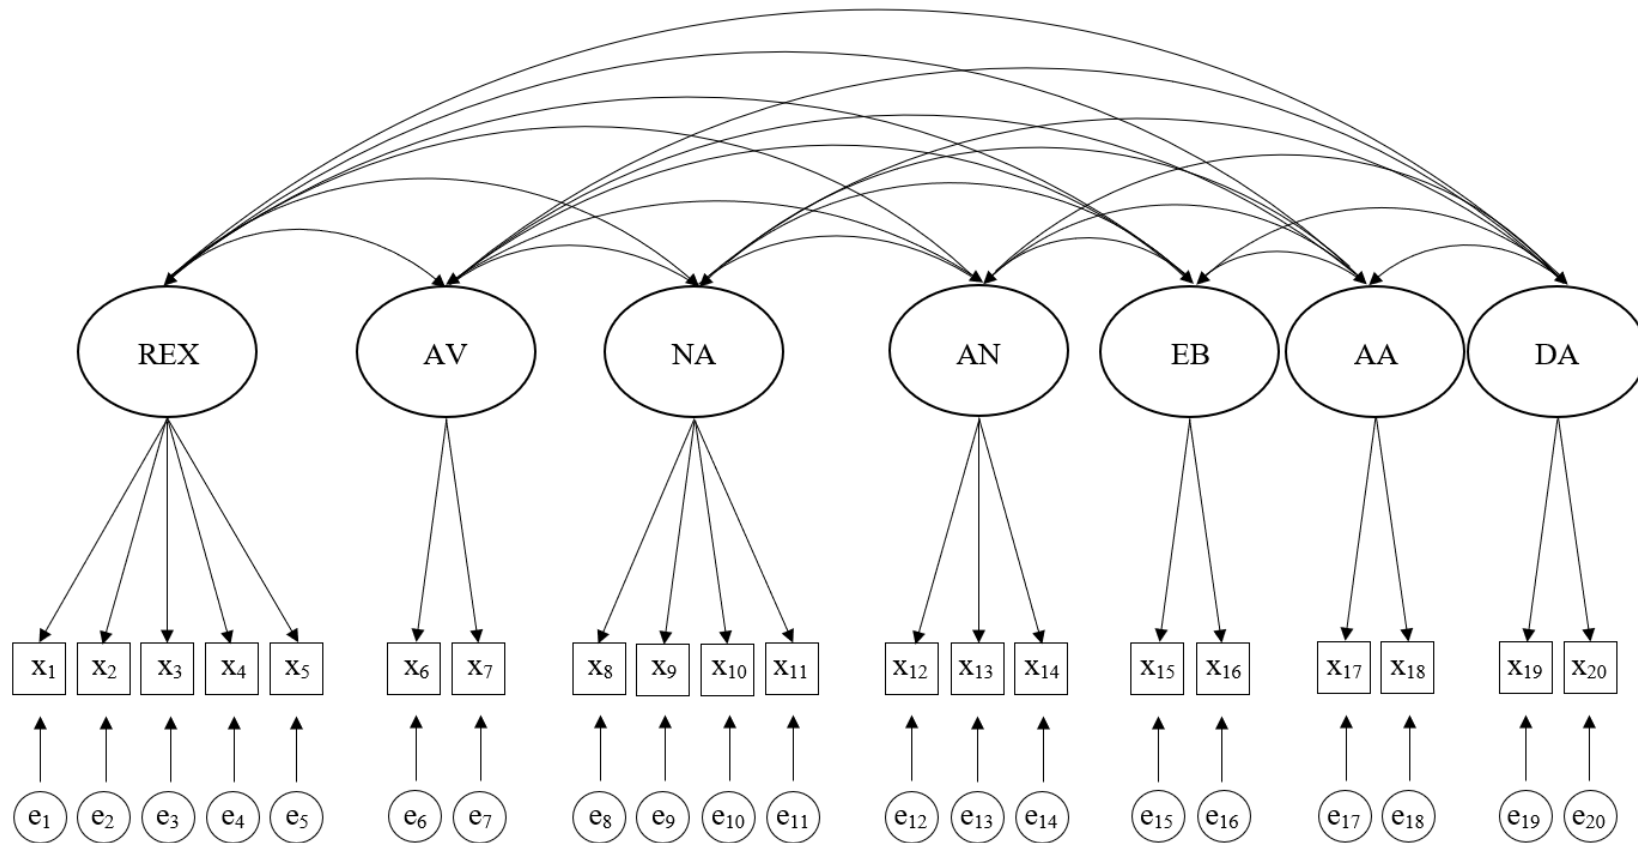 REX AV NA AN EB AA DA
x₁ x₂ x₃ x₄ x₅ x₆ x₇ x₈ x₉ x₁₀ x₁₁ x₁₂ x₁₃ x₁₄ x₁₅ x₁₆ x₁₇ x₁₈ x₁₉ x₂₀
e₁ e₂ e₃ e₄ e₅ e₆ e₇ e₈ e₉ e₁₀ e₁₁ e₁₂ e₁₃ e₁₄ e₁₅ e₁₆ e₁₇ e₁₈ e₁₉ e₂₀